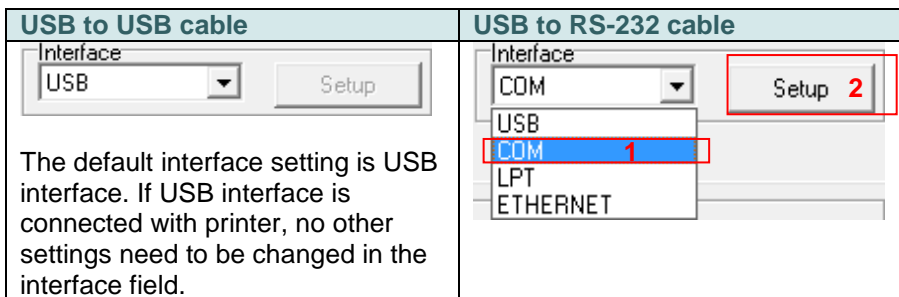 USB to USB cable
Interface
USB
Setup
The default interface setting is USB
interface. If USB interface is
connected with printer, no other
settings need to be changed in the
interface field.
USB to RS-232 cable
Interface
COM
Setup 2
USB
COM 1
LPT
ETHERNET